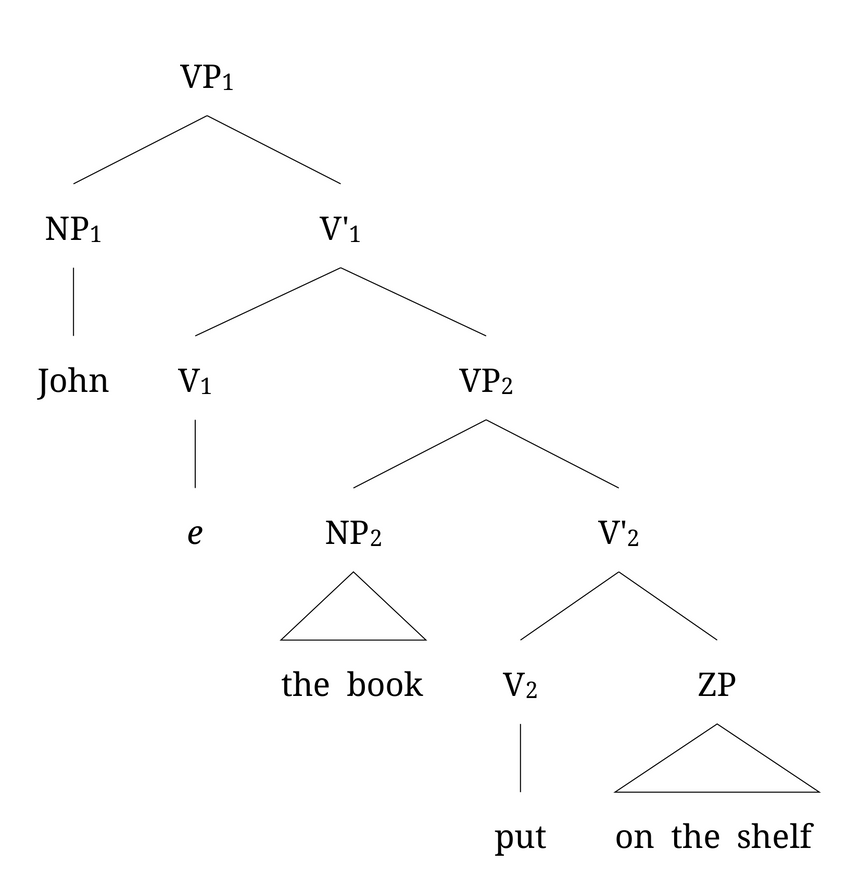 VP₁
NP₁ V'₁
John V₁ VP₂
e NP₂ V'₂
the book V₂ ZP
put on the shelf